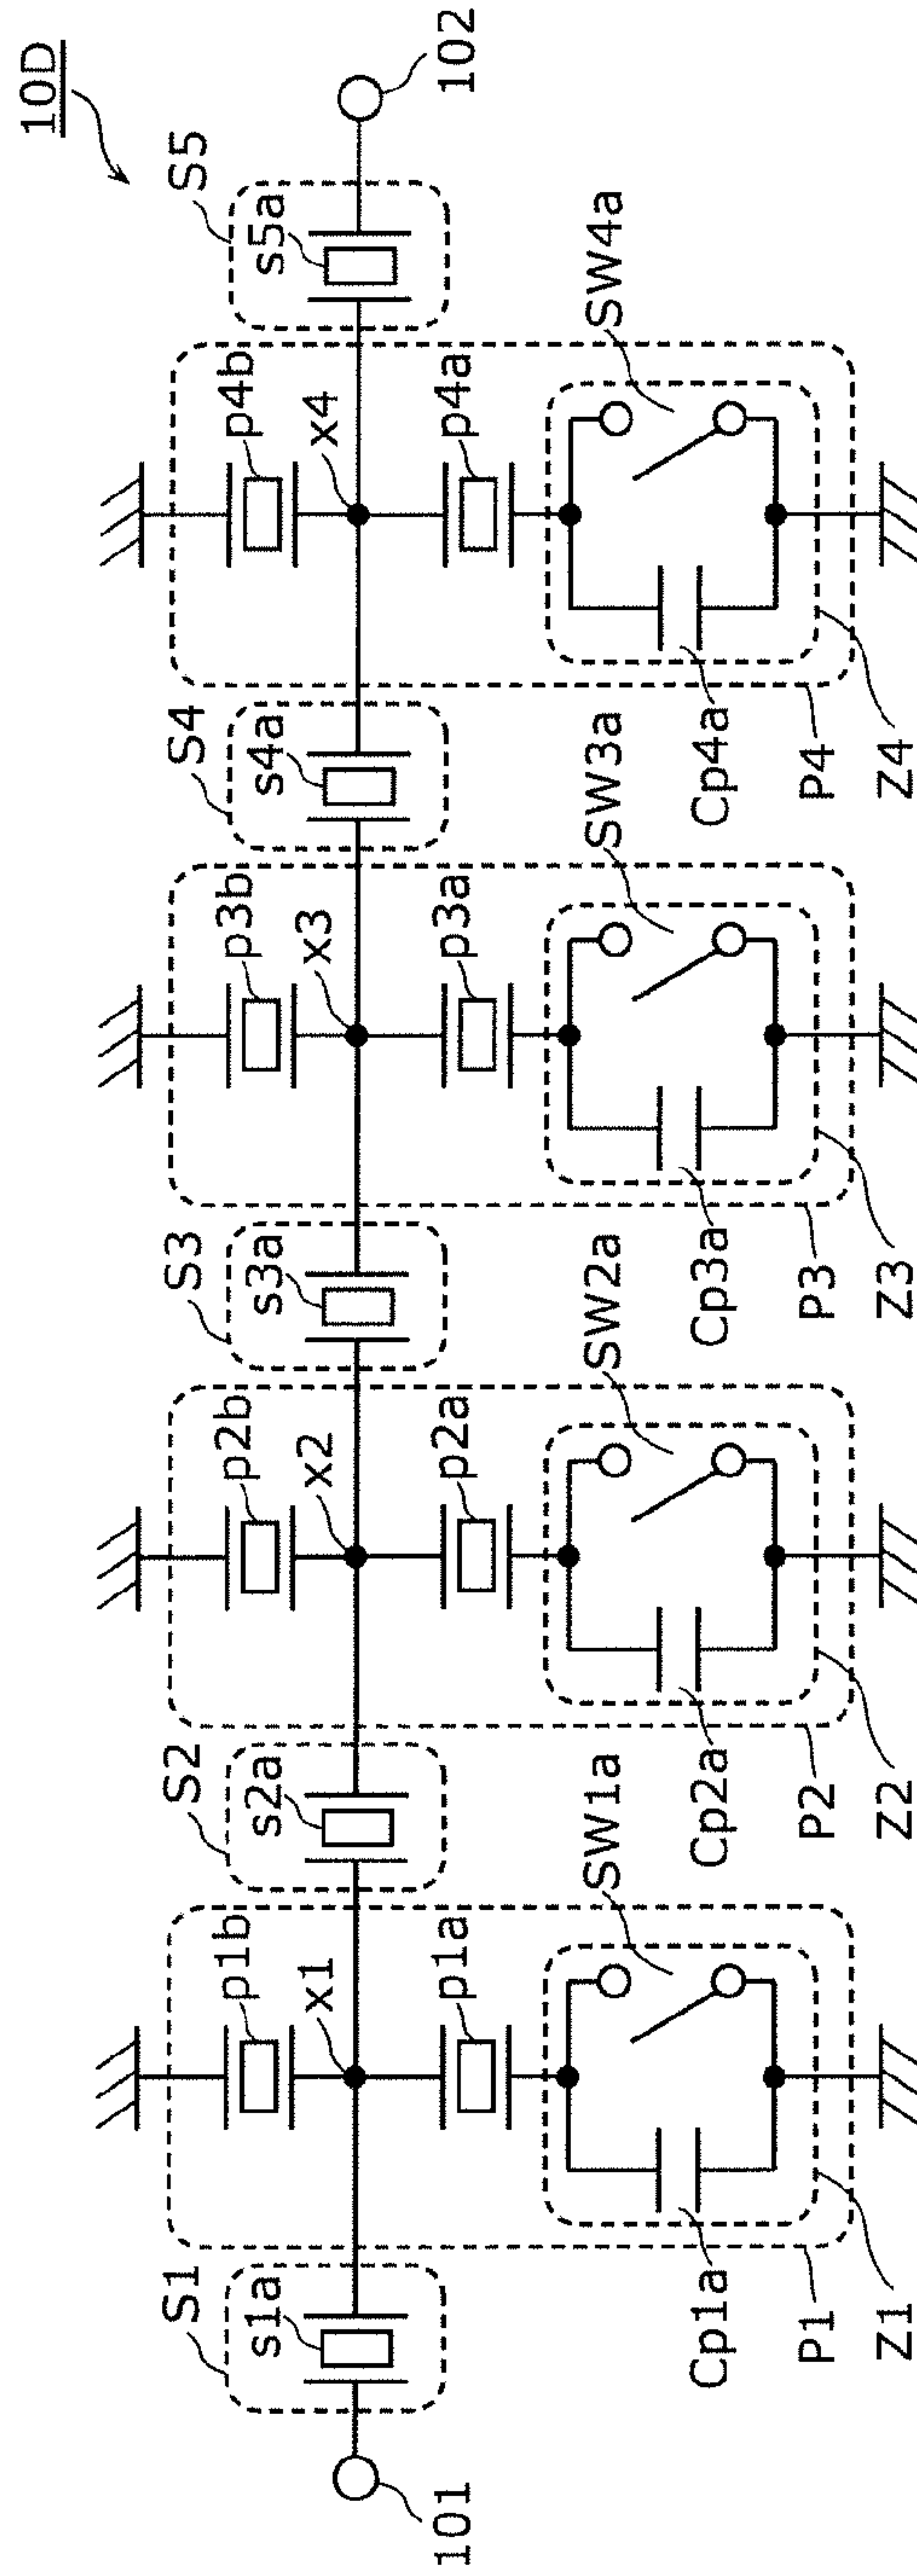 10D
S1
S2
S3
S4
S5
s1a
p1b
s2a
p2b
s3a
p3b
s4a
p4b
s5a
x1
x2
x3
x4
101
102
p1a
p2a
p3a
p4a
SW1a
SW2a
SW3a
SW4a
Cp1a
Cp2a
Cp3a
Cp4a
P1
P2
P3
P4
Z1
Z2
Z3
Z4